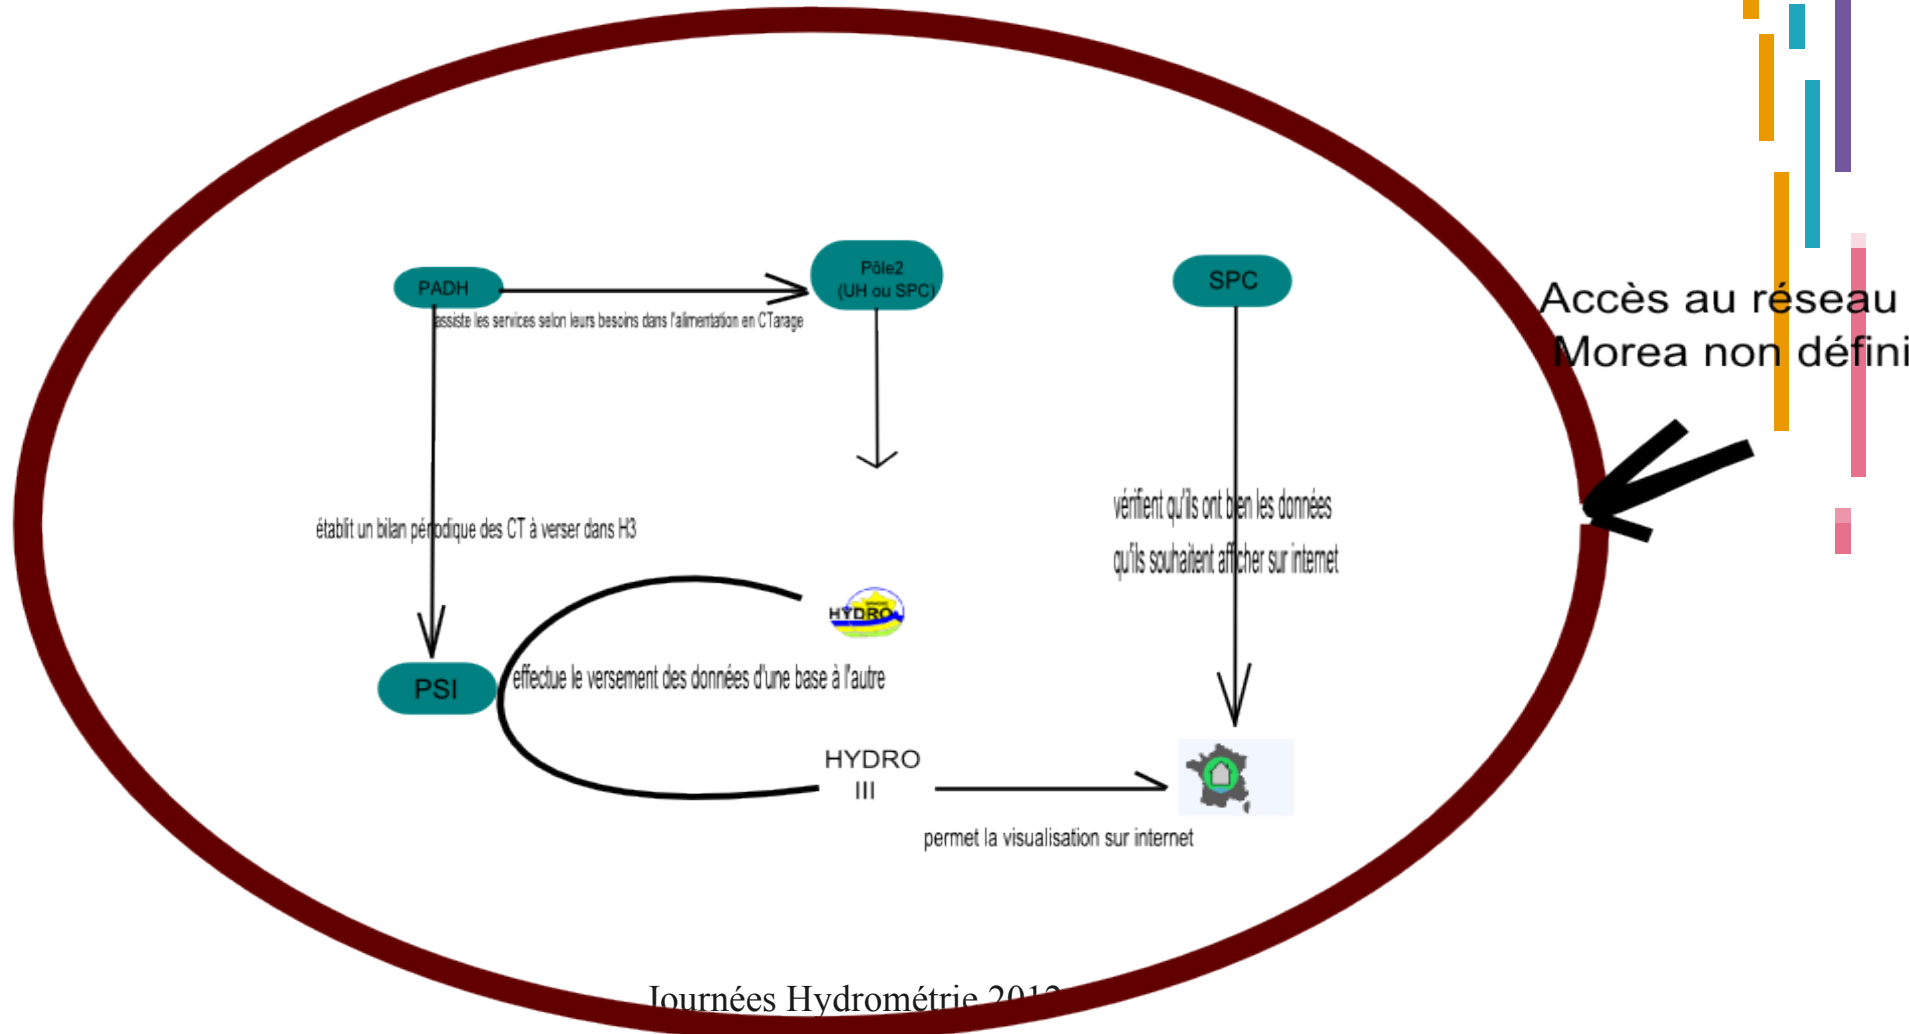 PADH
Pôle2
(UH ou SPC)
SPC
assiste les services selon leurs besoins dans l'alimentation en CTarage
Accès au réseau
Morea non défini
vérifient qu'ils ont bien les données
qu'ils souhaitent afficher sur internet
établit un bilan périodique des CT à verser dans H3
HYDRO
PSI
effectue le versement des données d'une base à l'autre
HYDRO
III
permet la visualisation sur internet
Journées Hydrométrie 2012